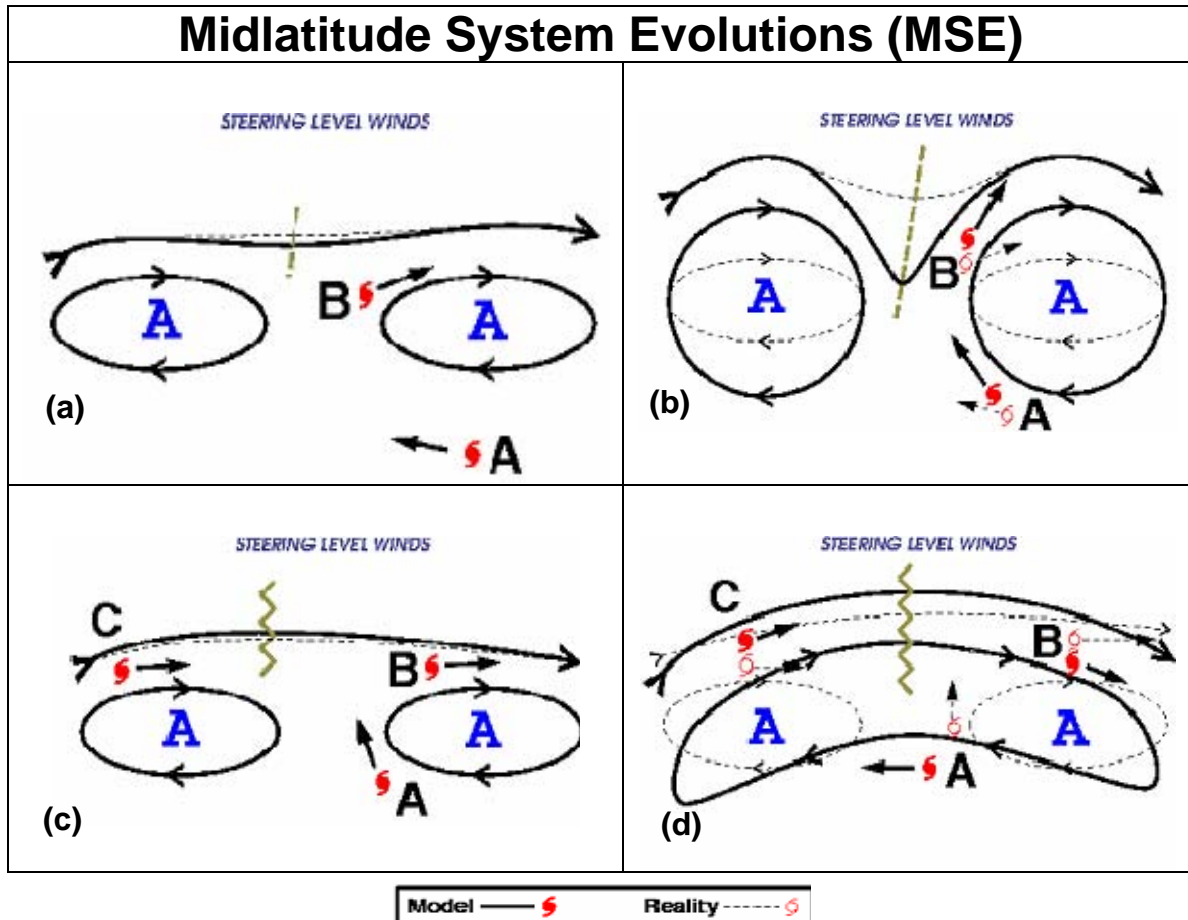 Midlatitude System Evolutions (MSE)
STEERING LEVEL WINDS
A
A
B
(a)
A
STEERING LEVEL WINDS
B
A
A
(b)
A
STEERING LEVEL WINDS
C
B
A
A
A
(c)
STEERING LEVEL WINDS
C
B
A
A
A
(d)
Model Reality